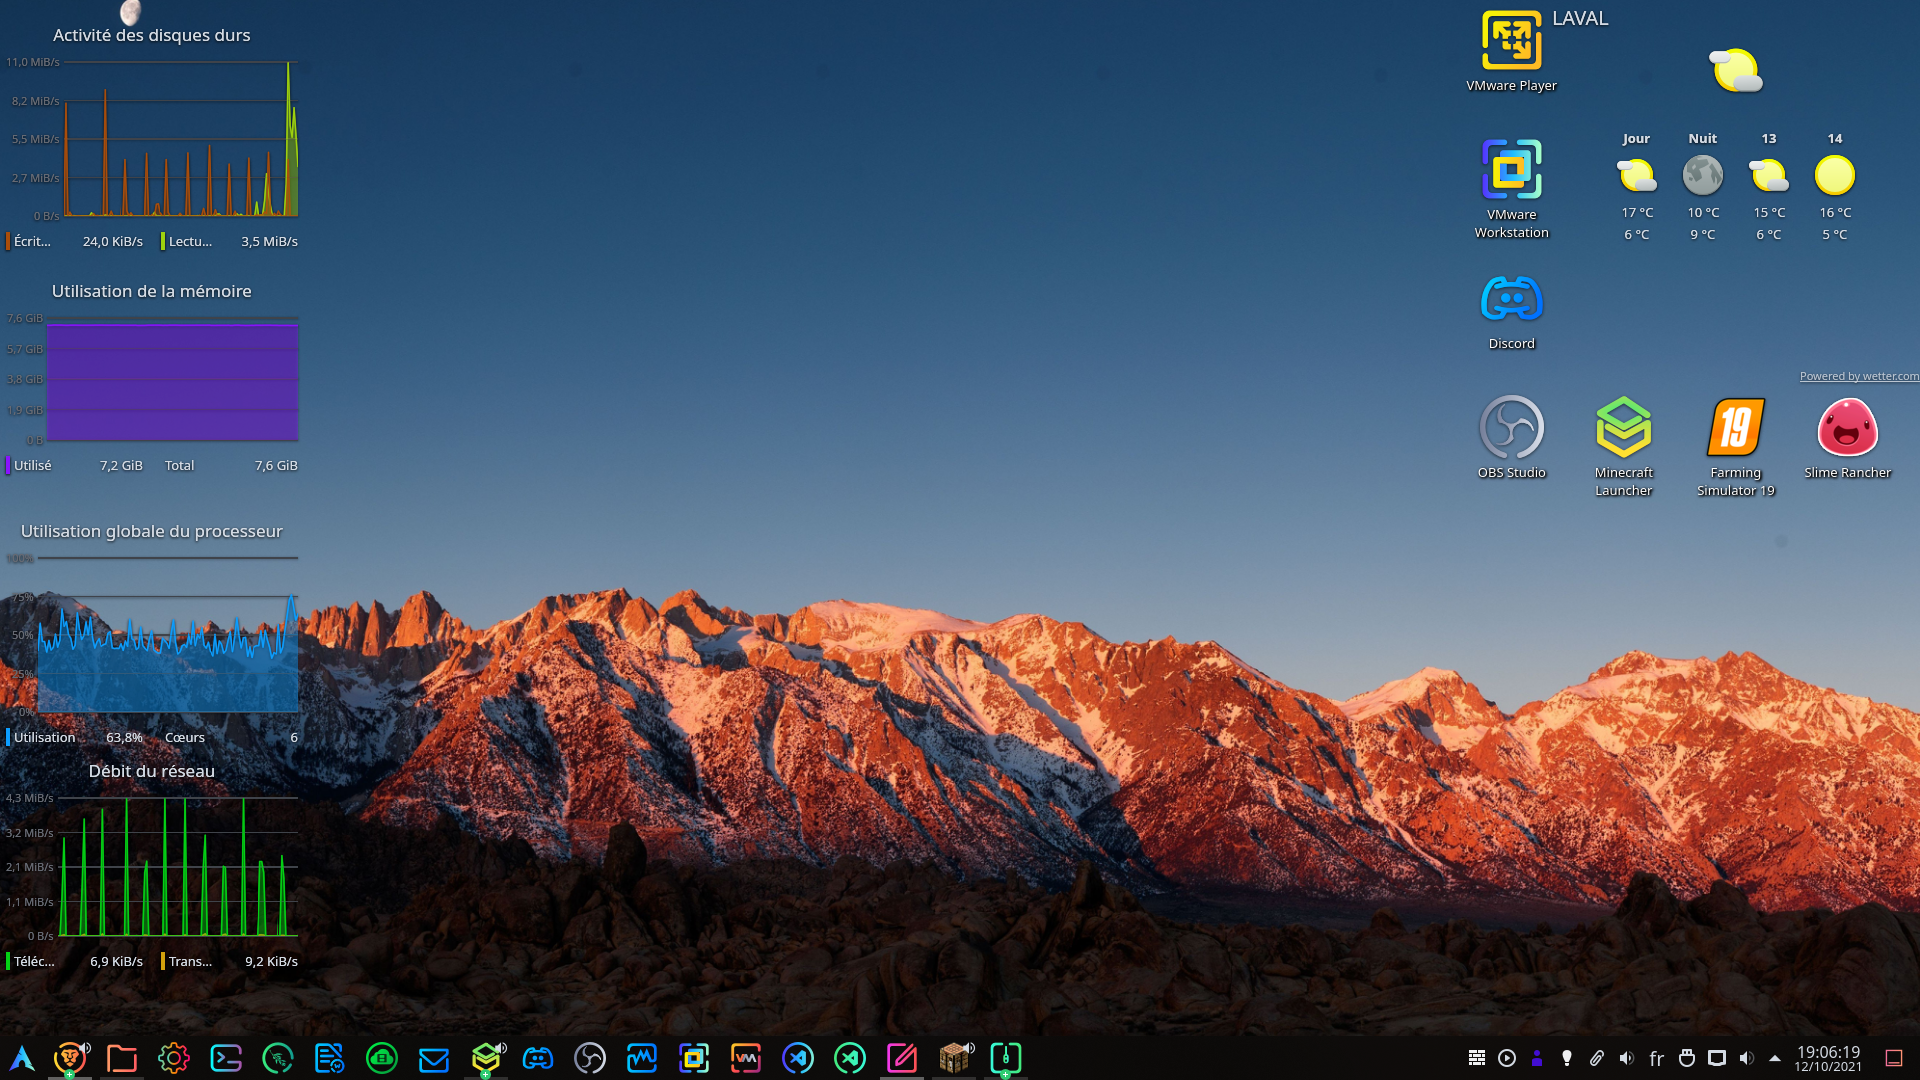 Activité des disques durs
11,0 MiB/s
8,2 MiB/s
5,5 MiB/s
2,7 MiB/s
0 B/s
Écrit... 24,0 KiB/s Lectu... 3,5 MiB/s
Utilisation de la mémoire
7,6 GiB
5,7 GiB
3,8 GiB
1,9 GiB
0 B
Utilisé 7,2 GiB Total 7,6 GiB
Utilisation globale du processeur
100%
75%
50%
25%
0%
Utilisation 63,8% Cœurs 6
Débit du réseau
4,3 MiB/s
3,2 MiB/s
2,1 MiB/s
1,1 MiB/s
0 B/s
Téléc... 6,9 KiB/s Trans... 9,2 KiB/s
VMware Player
VMware
Workstation
Discord
OBS Studio
Minecraft
Launcher
19
Farming
Simulator 19
Slime Rancher
LAVAL
Jour Nuit 13 14
17 °C 10 °C 15 °C 16 °C
6 °C 9 °C 6 °C 5 °C
Powered by wetter.com
fr
19:06:19
12/10/2021